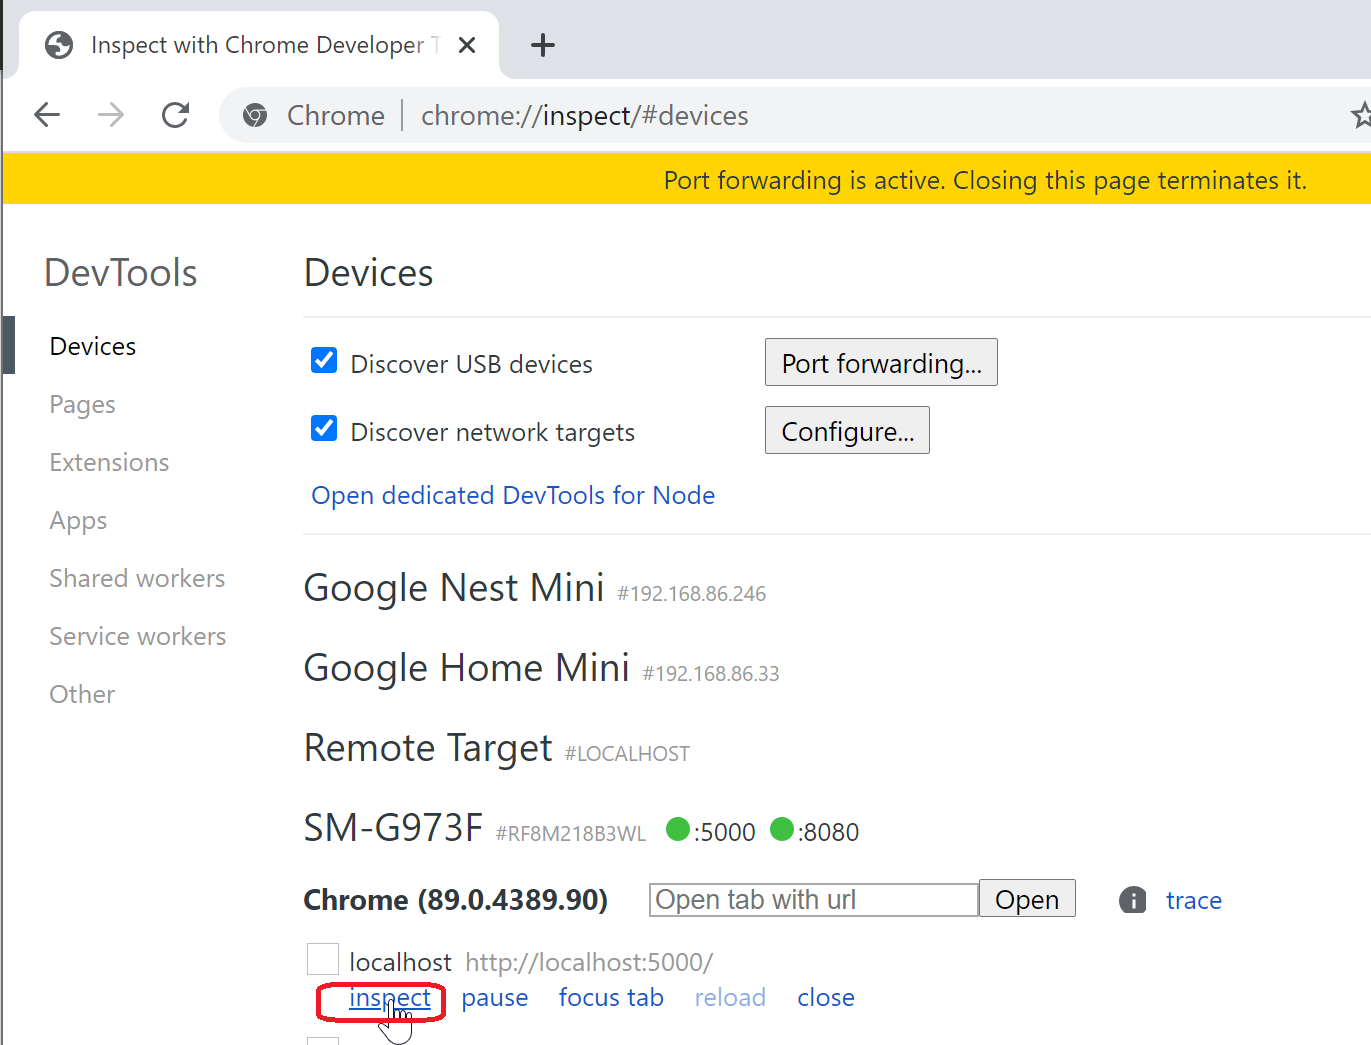 Inspect with Chrome Developer T
Chrome | chrome://inspect/#devices
Port forwarding is active. Closing this page terminates it.
DevTools
Devices
Pages
Extensions
Apps
Shared workers
Service workers
Other
Devices
Discover USB devices Port forwarding...
Discover network targets Configure...
Open dedicated DevTools for Node
Google Nest Mini #192.168.86.246
Google Home Mini #192.168.86.33
Remote Target #LOCALHOST
SM-G973F #RF8M218B3WL :5000 :8080
Chrome (89.0.4389.90) Open tab with url Open trace
localhost http://localhost:5000/
inspect pause focus tab reload close